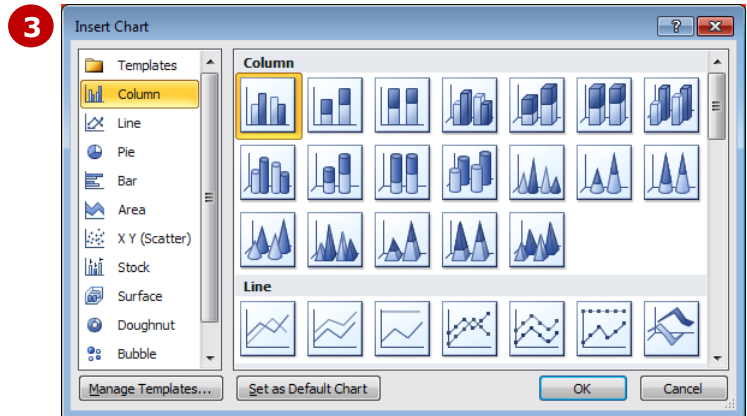 3
Insert Chart
Templates
Column
Line
Pie
Bar
Area
X Y (Scatter)
Stock
Surface
Doughnut
Bubble
Column
Line
Manage Templates...
Set as Default Chart
OK
Cancel